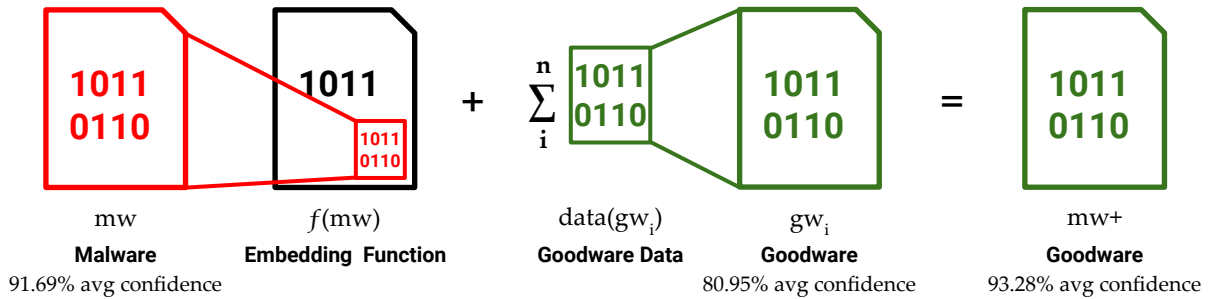 1011
0110
1011
1011
0110
+
n
∑
i
1011
0110
1011
0110
=
1011
0110
mw
f(mw)
data(gwᵢ)
gwᵢ
mw+
Malware
Embedding Function
Goodware Data
Goodware
Goodware
91.69% avg confidence
80.95% avg confidence
93.28% avg confidence